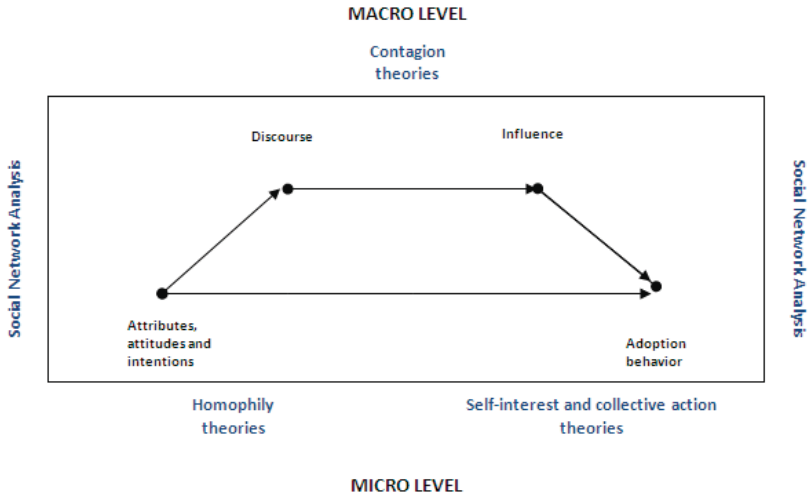 MACRO LEVEL
Contagion
theories
Discourse
Influence
Social Network Analysis
Social Network Analysis
Attributes,
attitudes and
intentions
Adoption
behavior
Homophily
theories
Self-interest and collective action
theories
MICRO LEVEL